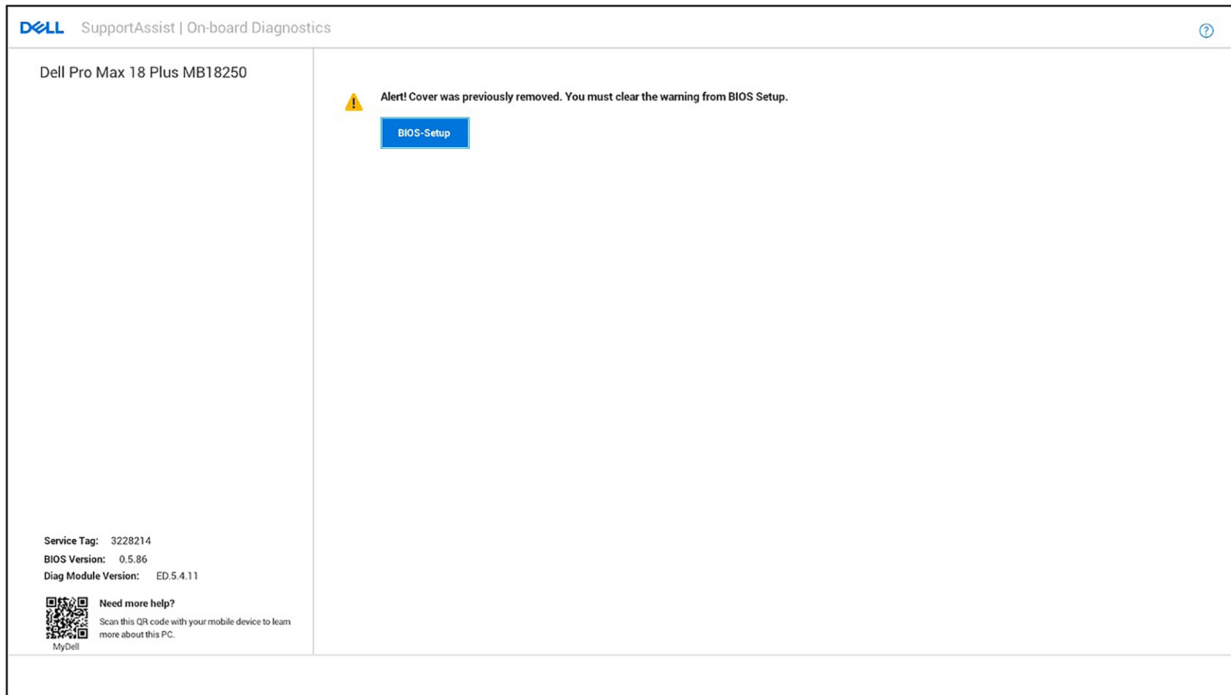 DELL SupportAssist | On-board Diagnostics
?
Dell Pro Max 18 Plus MB18250
Alert! Cover was previously removed. You must clear the warning from BIOS Setup.
BIOS-Setup
Service Tag: 3228214
BIOS Version: 0.5.86
Diag Module Version: ED.5.4.11
Need more help?
Scan this QR code with your mobile device to learn
more about this PC.
MyDell